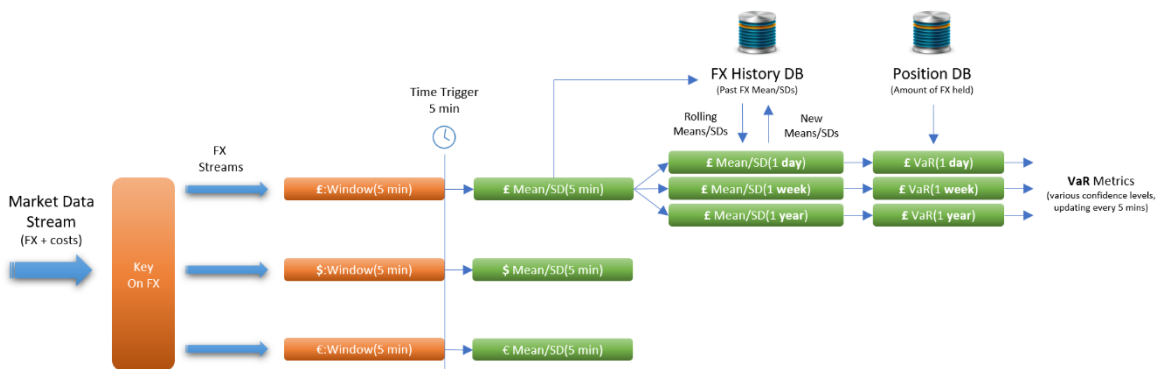 FX History DB
(Past FX Mean/SDs)
Position DB
(Amount of FX held)
Time Trigger
5 min
Rolling
Means/SDs
New
Means/SDs
FX
Streams
Market Data
Stream
(FX + costs)
Key
On FX
£:Window(5 min)
£ Mean/SD(5 min)
£ Mean/SD(1 day)
£ VaR(1 day)
£ Mean/SD(1 week)
£ VaR(1 week)
£ Mean/SD(1 year)
£ VaR(1 year)
VaR Metrics
(various confidence levels,
updating every 5 mins)
$:Window(5 min)
$ Mean/SD(5 min)
€:Window(5 min)
€ Mean/SD(5 min)